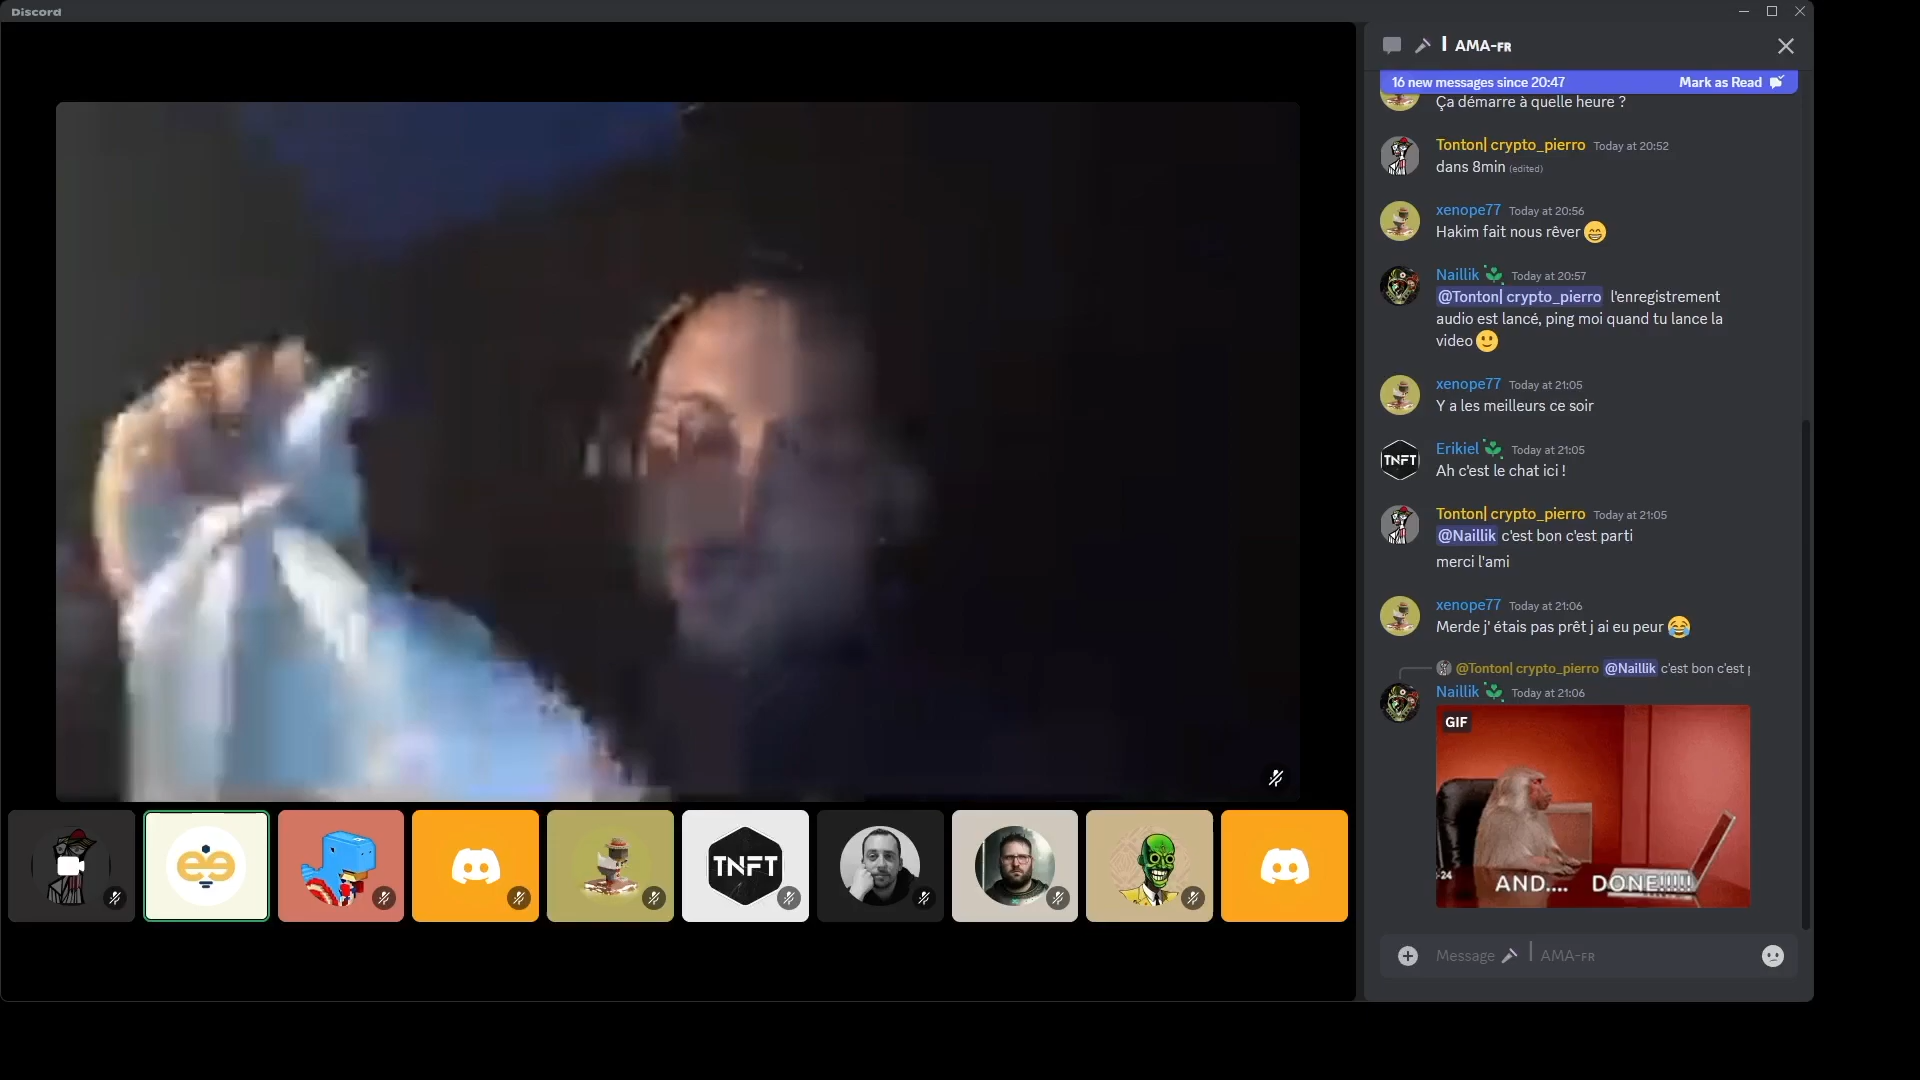 Discord
AMA-FR
16 new messages since 20:47 Mark as Read
Ça démarre à quelle heure ?
Tonton| crypto_pierro Today at 20:52
dans 8min (edited)
xenope77 Today at 20:56
Hakim fait nous rêver 😁
Naillik Today at 20:57
@Tonton| crypto_pierro l'enregistrement
audio est lancé, ping moi quand tu lance la
video 🙂
xenope77 Today at 21:05
Y a les meilleurs ce soir
Erikiel Today at 21:05
TNFT
Ah c'est le chat ici !
Tonton| crypto_pierro Today at 21:05
@Naillik c'est bon c'est parti
merci l'ami
xenope77 Today at 21:06
Merde j' étais pas prêt j ai eu peur 😂
@Tonton| crypto_pierro @Naillik c'est bon c'est
Naillik Today at 21:06
GIF
-24
AND.... DONE!!!!!
TNFT
Message AMA-FR